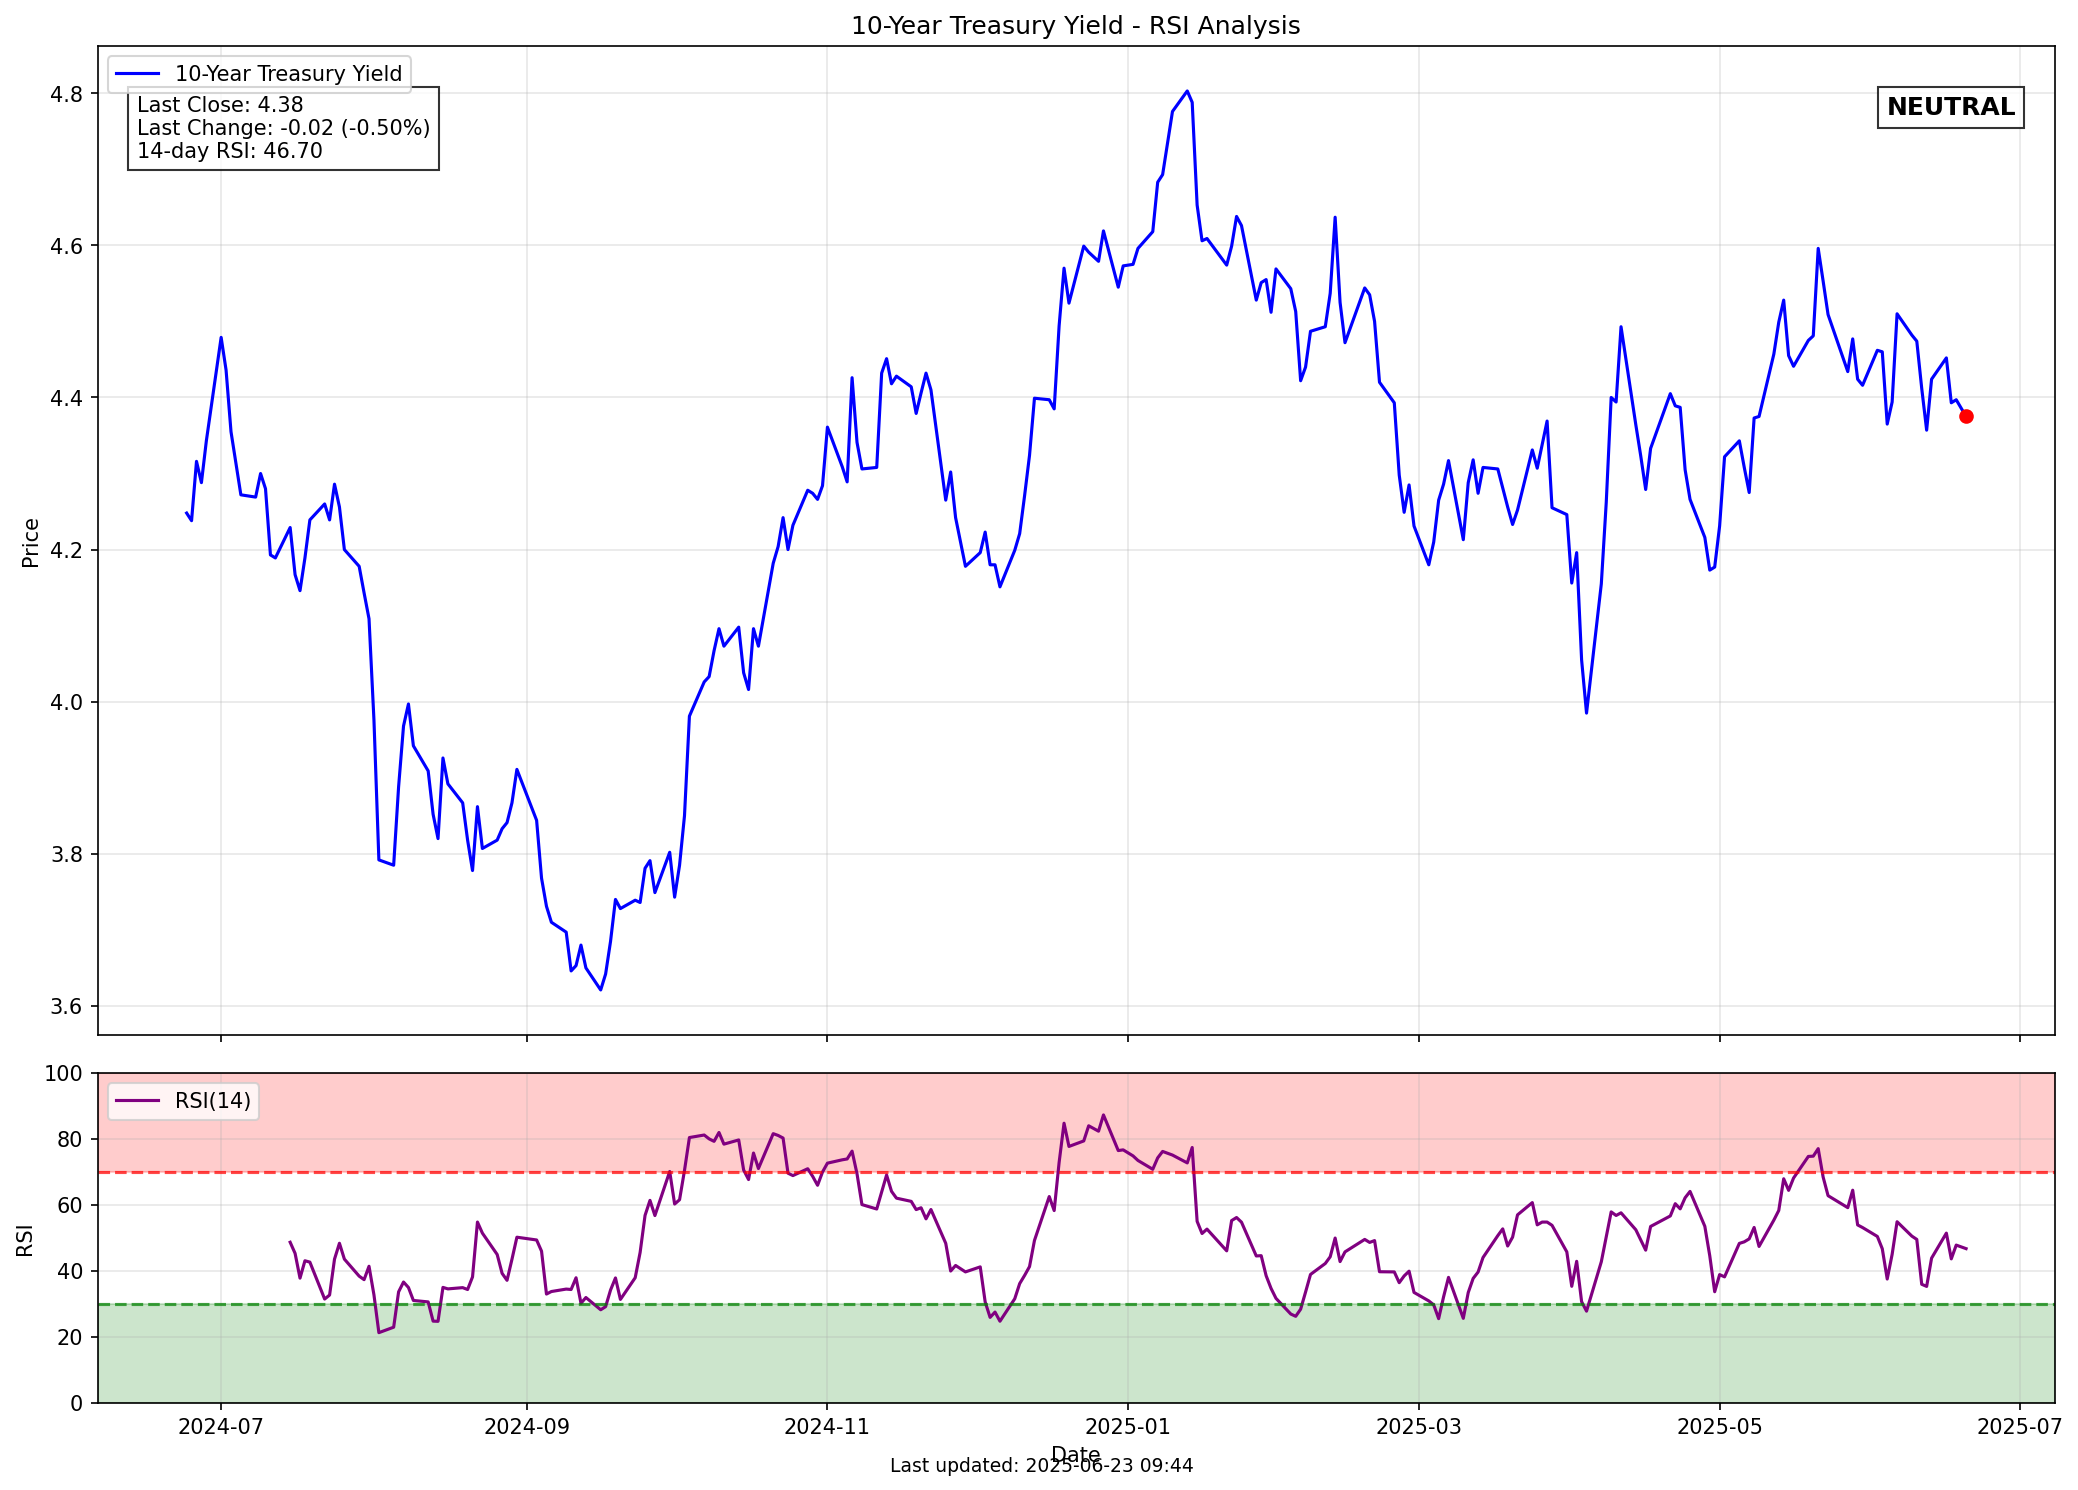 10-Year Treasury Yield - RSI Analysis
10-Year Treasury Yield
Last Close: 4.38
Last Change: -0.02 (-0.50%)
14-day RSI: 46.70
NEUTRAL
Price
4.8
4.6
4.4
4.2
4.0
3.8
3.6
RSI(14)
RSI
100
80
60
40
20
0
2024-07
2024-09
2024-11
2025-01
2025-03
2025-05
2025-07
Date
Last updated: 2025-06-23 09:44